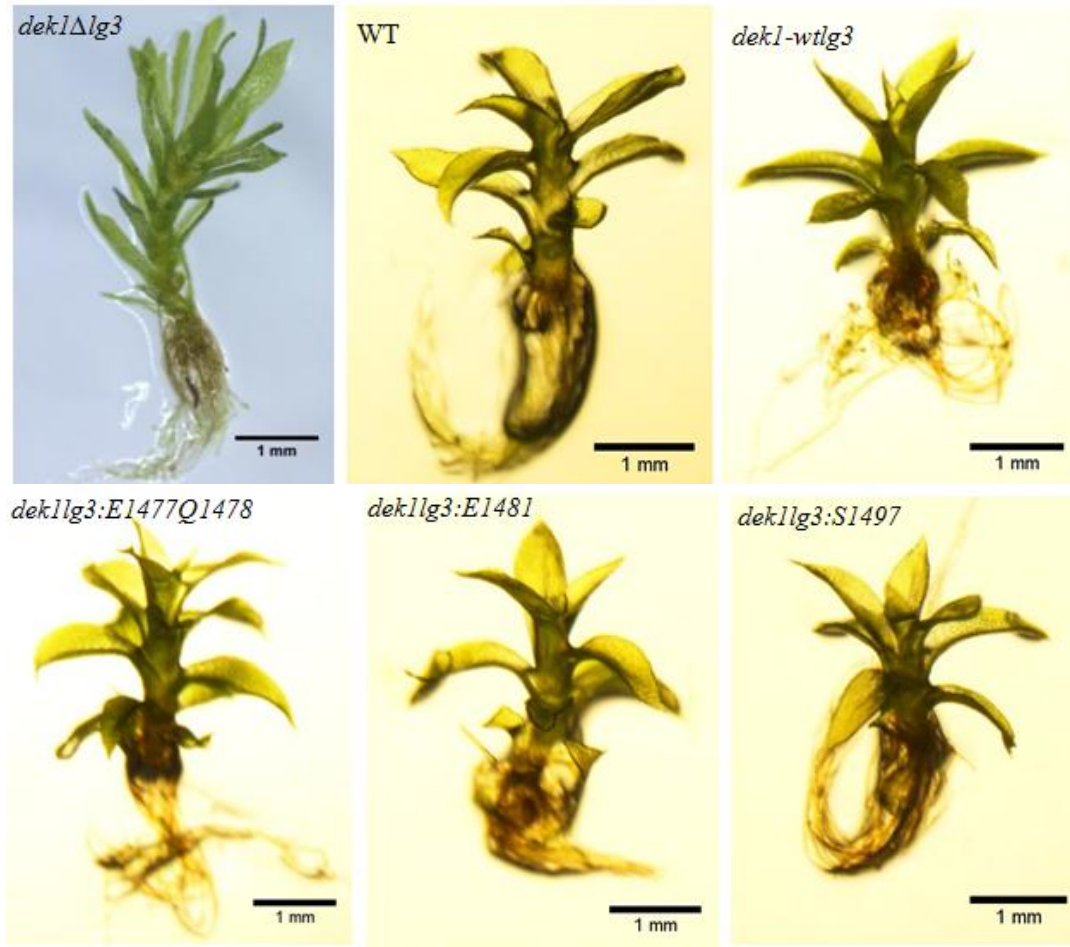 dek1Δlg3
WT
dek1-wtlg3
1 mm
1 mm
1 mm
dek1lg3:E1477Q1478
dek1lg3:E1481
dek1lg3:S1497
1 mm
1 mm
1 mm